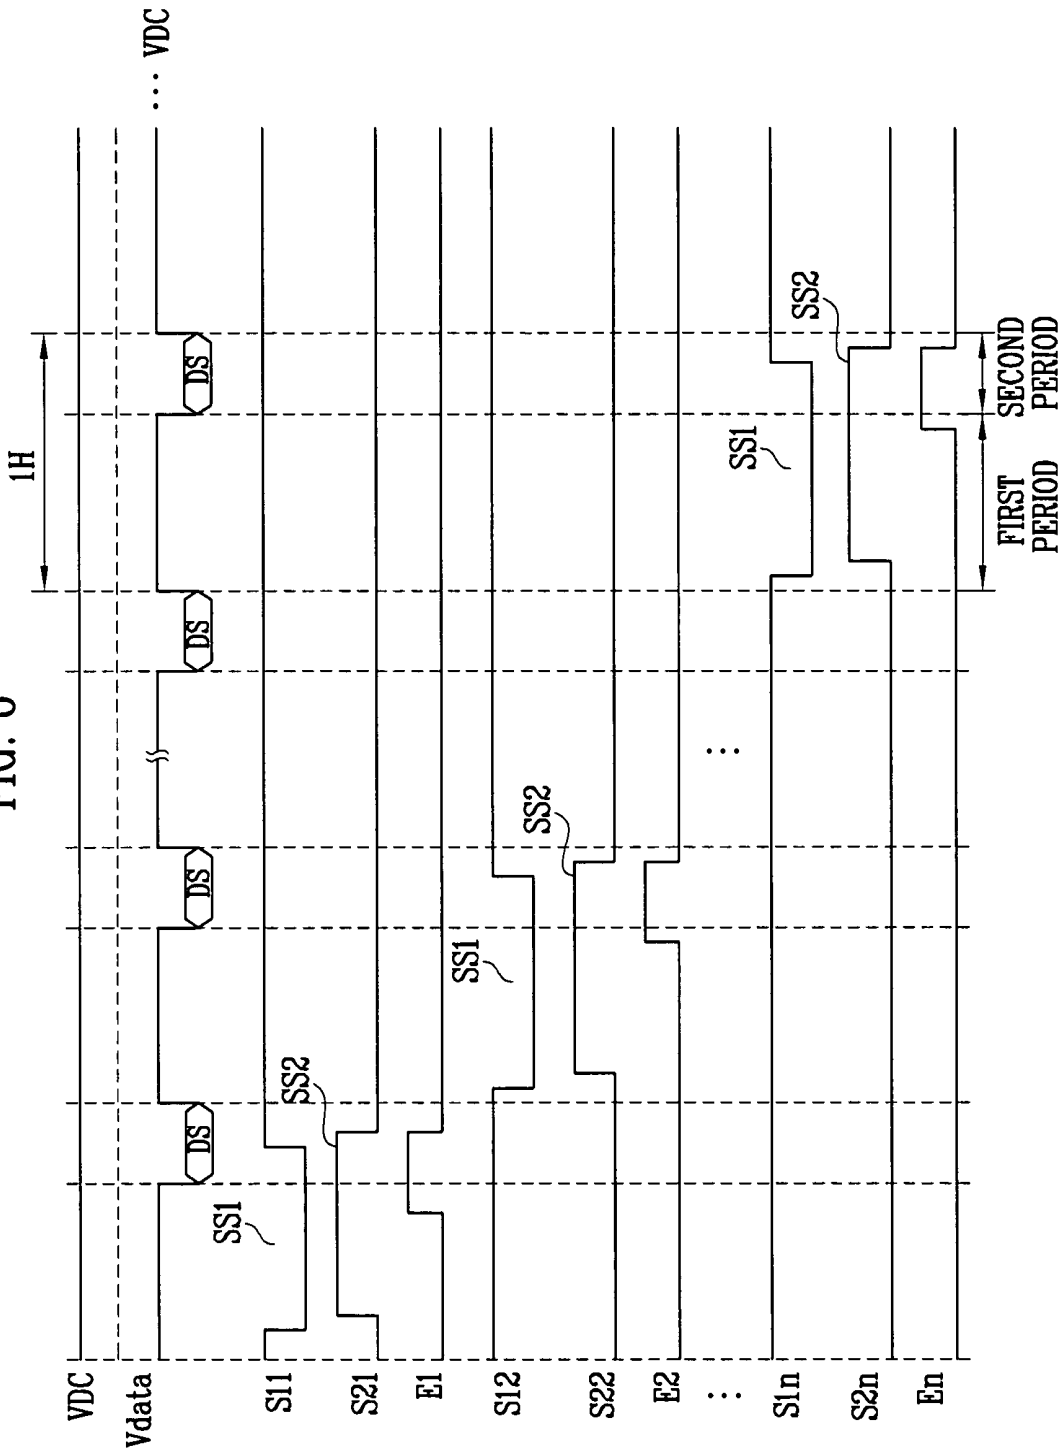 FIG.
1H
VDC
Vdata
... VDC
DS
DS
DS
DS
S11
SS1
S21
SS2
E1
S12
SS1
S22
SS2
E2
...
...
S1n
SS1
S2n
SS2
En
FIRST PERIOD
SECOND PERIOD